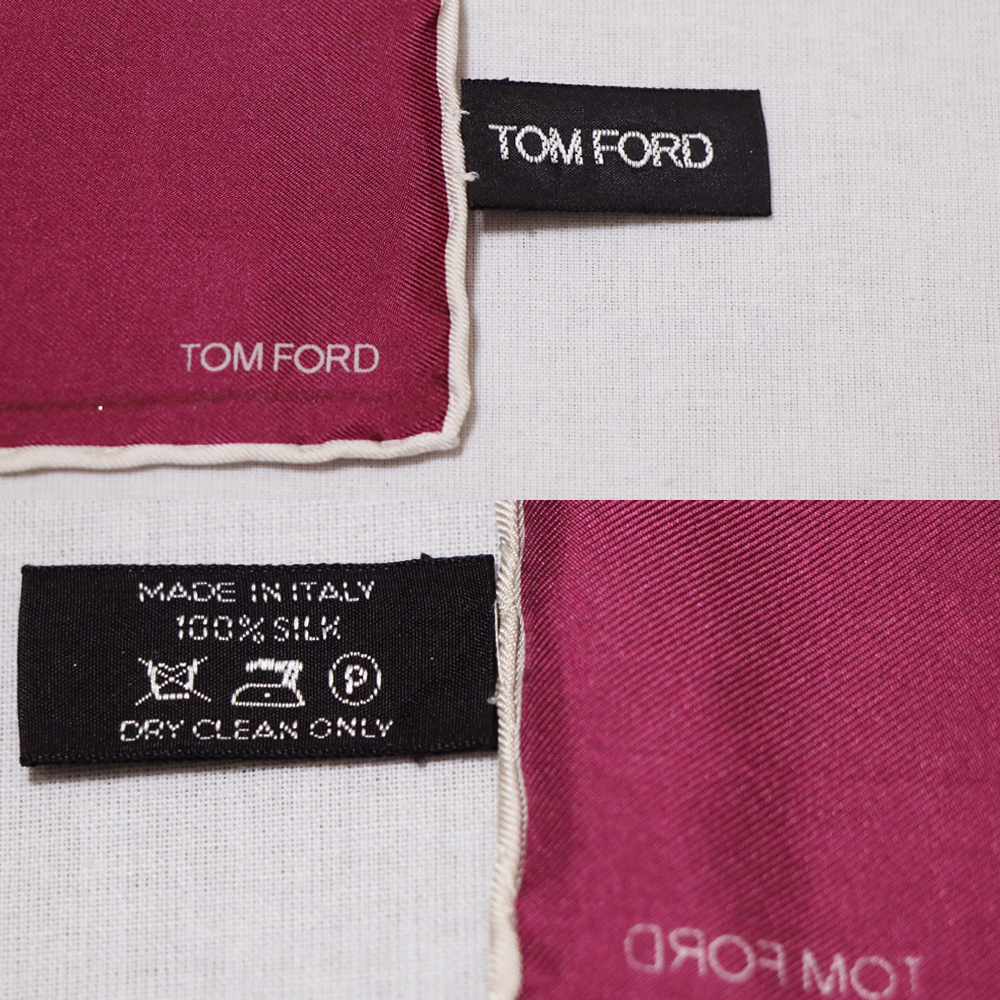 TOM FORD
TOM FORD
MADE IN ITALY
100% SILK
P
DRY CLEAN ONLY
TOM FORD